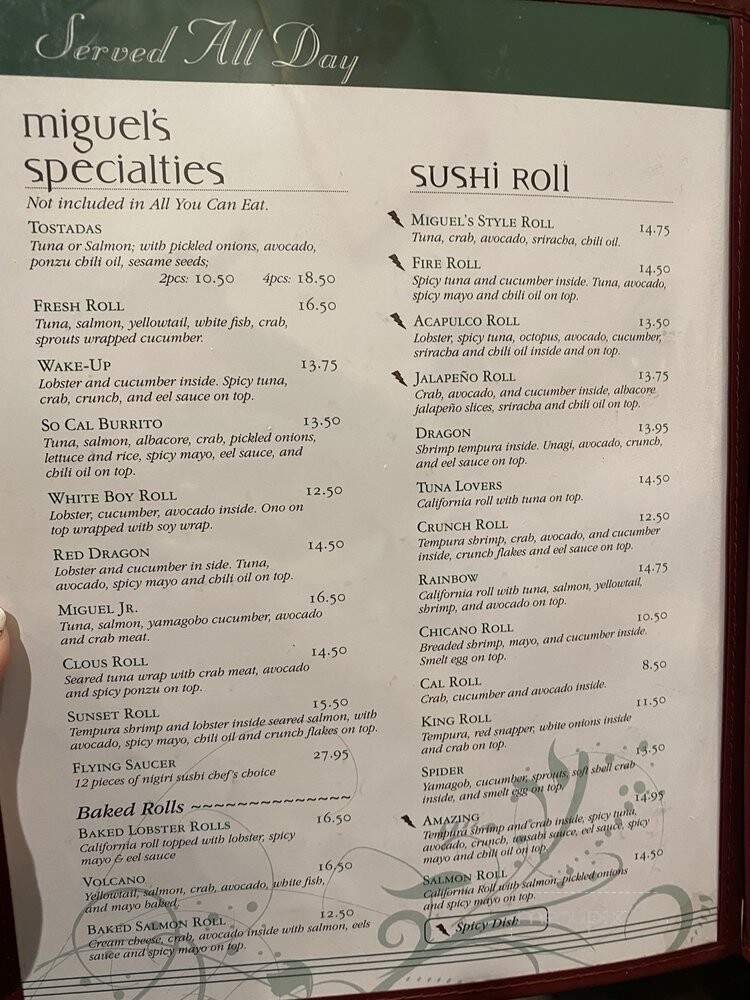 Served All Day
miguel's
specialties
Not included in All You Can Eat.
Tostadas
Tuna or Salmon; with pickled onions, avocado,
ponzu chili oil, sesame seeds;
2pcs: 10.50 4pcs: 18.50
Fresh Roll 16.50
Tuna, salmon, yellowtail, white fish, crab,
sprouts wrapped cucumber.
Wake-Up 13.75
Lobster and cucumber inside. Spicy tuna,
crab, crunch, and eel sauce on top.
So Cal Burrito 13.50
Tuna, salmon, albacore, crab, pickled onions,
lettuce and rice, spicy mayo, eel sauce, and
chili oil on top.
White Boy Roll 12.50
Lobster, cucumber, avocado inside. Ono on
top wrapped with soy wrap.
Red Dragon 14.50
Lobster and cucumber in side. Tuna,
avocado, spicy mayo and chili oil on top.
Miguel Jr. 16.50
Tuna, salmon, yamagobo cucumber, avocado
and crab meat.
Clous Roll 14.50
Seared tuna wrap with crab meat, avocado
and spicy ponzu on top.
Sunset Roll 15.50
Tempura shrimp and lobster inside seared salmon, with
avocado, spicy mayo, chili oil and crunch flakes on top.
Flying Saucer 27.95
12 pieces of nigiri sushi chef's choice
Baked Rolls ~~~~~~~~~~~~~~
Baked Lobster Rolls 16.50
California roll topped with lobster, spicy
mayo & eel sauce
Volcano 16.50
Yellowtail, salmon, crab, avocado, white fish,
and mayo baked.
Baked Salmon Roll 12.50
Cream cheese, crab, avocado inside with salmon, eels
sauce and spicy mayo on top.
Sushi Roll
Miguel's Style Roll 14.75
Tuna, crab, avocado, sriracha, chili oil.
Fire Roll 14.50
Spicy tuna and cucumber inside. Tuna, avocado,
spicy mayo and chili oil on top.
Acapulco Roll 13.50
Lobster, spicy tuna, octopus, avocado, cucumber,
sriracha and chili oil inside and on top.
Jalapeño Roll 13.75
Crab, avocado, and cucumber inside, albacore
jalapeño slices, sriracha and chili oil on top.
Dragon 13.95
Shrimp tempura inside. Unagi, avocado, crunch,
and eel sauce on top.
Tuna Lovers 14.50
California roll with tuna on top.
Crunch Roll 12.50
Tempura shrimp, crab, avocado, and cucumber
inside, crunch flakes and eel sauce on top.
Rainbow 14.75
California roll with tuna, salmon, yellowtail,
shrimp, and avocado on top.
Chicano Roll 10.50
Breaded shrimp, mayo, and cucumber inside.
Smelt egg on top.
Cal Roll 8.50
Crab, cucumber and avocado inside.
King Roll 11.50
Tempura, red snapper, white onions inside
and crab on top.
Spider 13.50
Yamagob, cucumber, sprouts, soft shell crab
inside, and smelt egg on top.
Amazing 14.95
Tempura shrimp and crab inside, spicy tuna,
avocado, crunch, wasabi sauce, eel sauce, spicy
mayo and chili oil on top.
Salmon Roll 14.50
California Roll with salmon, pickled onions
and spicy mayo on top.
Spicy Dish